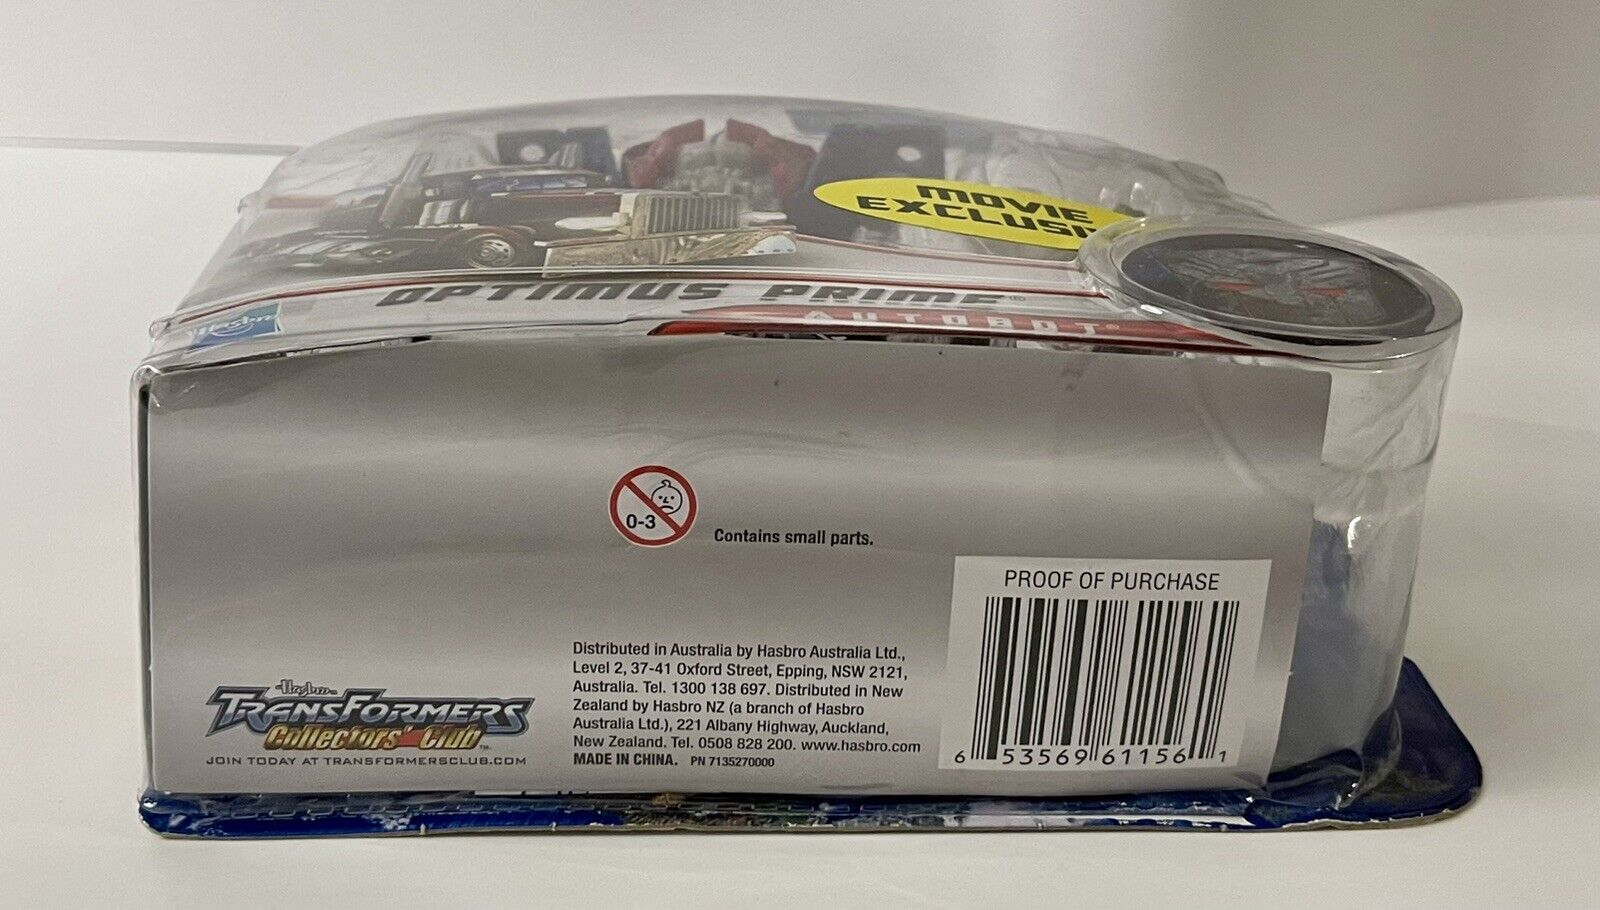 MOVIE
EXCLUSI
OPTIMUS PRIME®
AUTOBOT®
Hasbro
0-3
Contains small parts.
PROOF OF PURCHASE
6 53569 61156 1
Distributed in Australia by Hasbro Australia Ltd.,
Level 2, 37-41 Oxford Street, Epping, NSW 2121,
Australia. Tel. 1300 138 697. Distributed in New
Zealand by Hasbro NZ (a branch of Hasbro
Australia Ltd.), 221 Albany Highway, Auckland,
New Zealand. Tel. 0508 828 200. www.hasbro.com
MADE IN CHINA. PN 7135270000
Hasbro
TRANSFORMERS
Collectors' Club™
JOIN TODAY AT TRANSFORMERSCLUB.COM